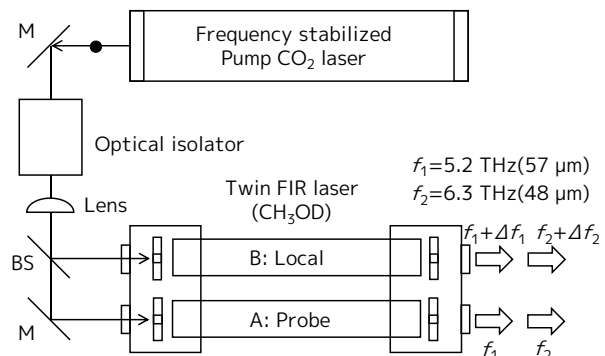 M
Frequency stabilized
Pump CO₂ laser
Optical isolator
f₁=5.2 THz(57 μm)
f₂=6.3 THz(48 μm)
Twin FIR laser
(CH₃OD)
Lens
f₁+Δf₁ f₂+Δf₂
BS
B: Local
A: Probe
M
f₁ f₂